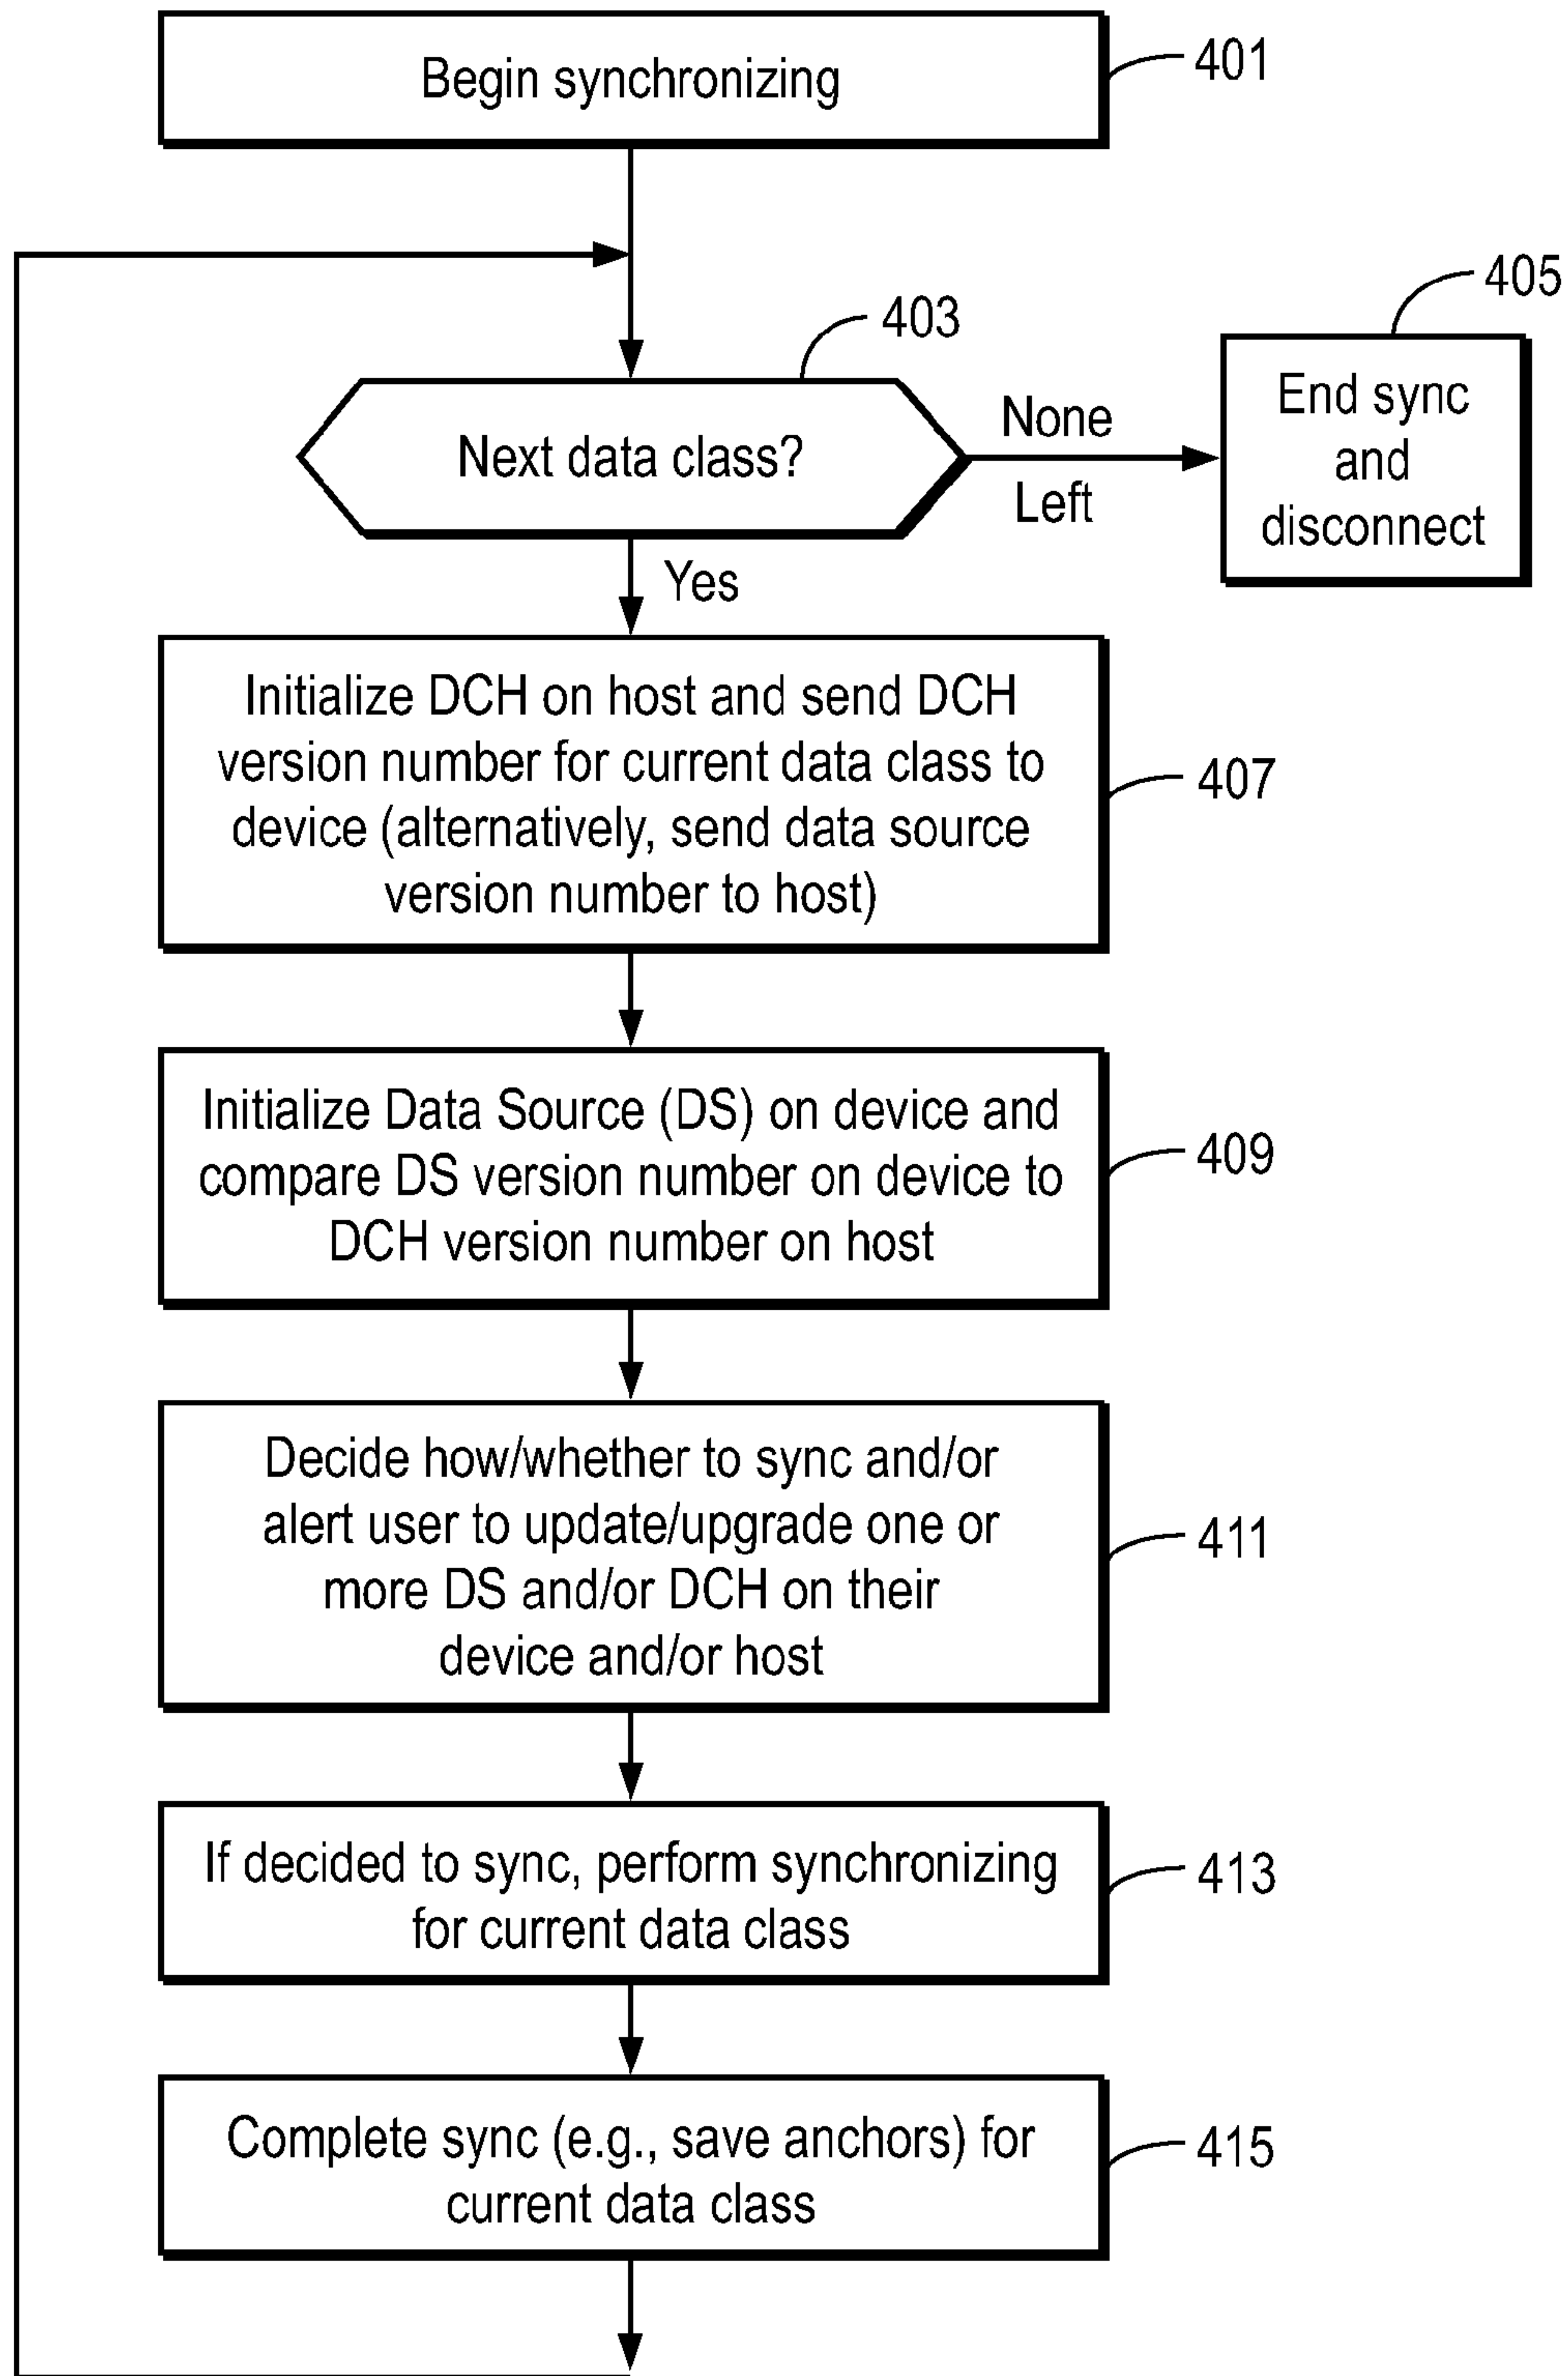 Begin synchronizing
401
403
405
Next data class?
None
Left
End sync
and
disconnect
Yes
Initialize DCH on host and send DCH
version number for current data class to
device (alternatively, send data source
version number to host)
407
Initialize Data Source (DS) on device and
compare DS version number on device to
DCH version number on host
409
Decide how/whether to sync and/or
alert user to update/upgrade one or
more DS and/or DCH on their
device and/or host
411
If decided to sync, perform synchronizing
for current data class
413
Complete sync (e.g., save anchors) for
current data class
415